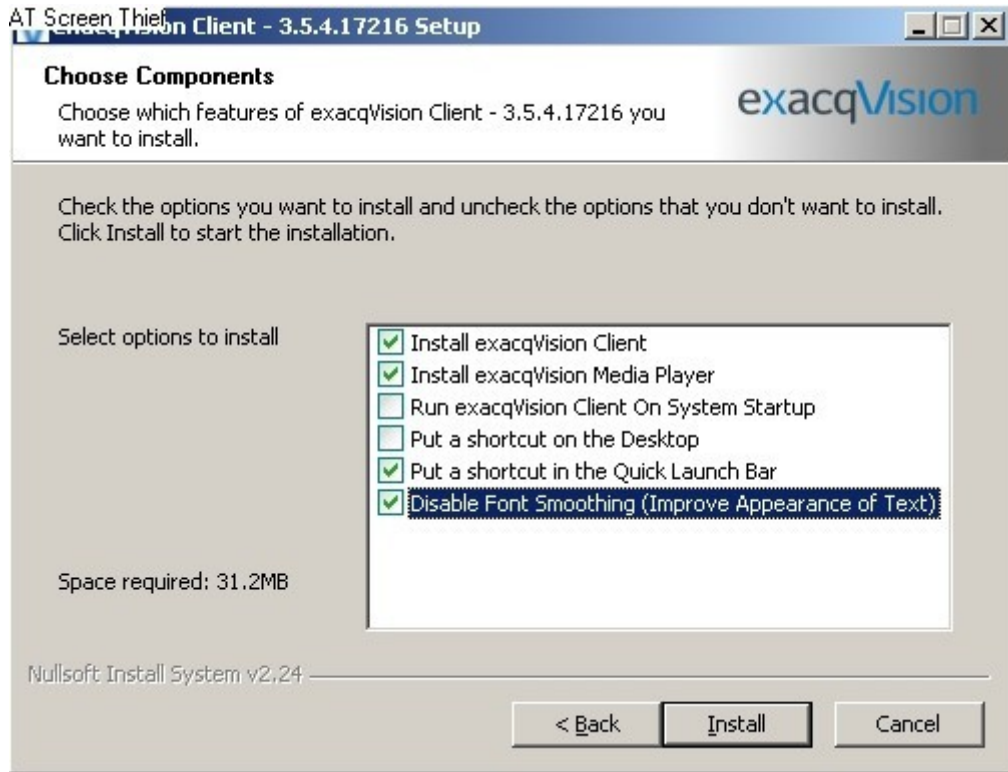 AT Screen Thief
exacqVision Client - 3.5.4.17216 Setup
Choose Components
Choose which features of exacqVision Client - 3.5.4.17216 you
want to install.
exacqVision
Check the options you want to install and uncheck the options that you don't want to install.
Click Install to start the installation.
Select options to install
Install exacqVision Client
Install exacqVision Media Player
Run exacqVision Client On System Startup
Put a shortcut on the Desktop
Put a shortcut in the Quick Launch Bar
Disable Font Smoothing (Improve Appearance of Text)
Space required: 31.2MB
Nullsoft Install System v2.24
< Back
Install
Cancel